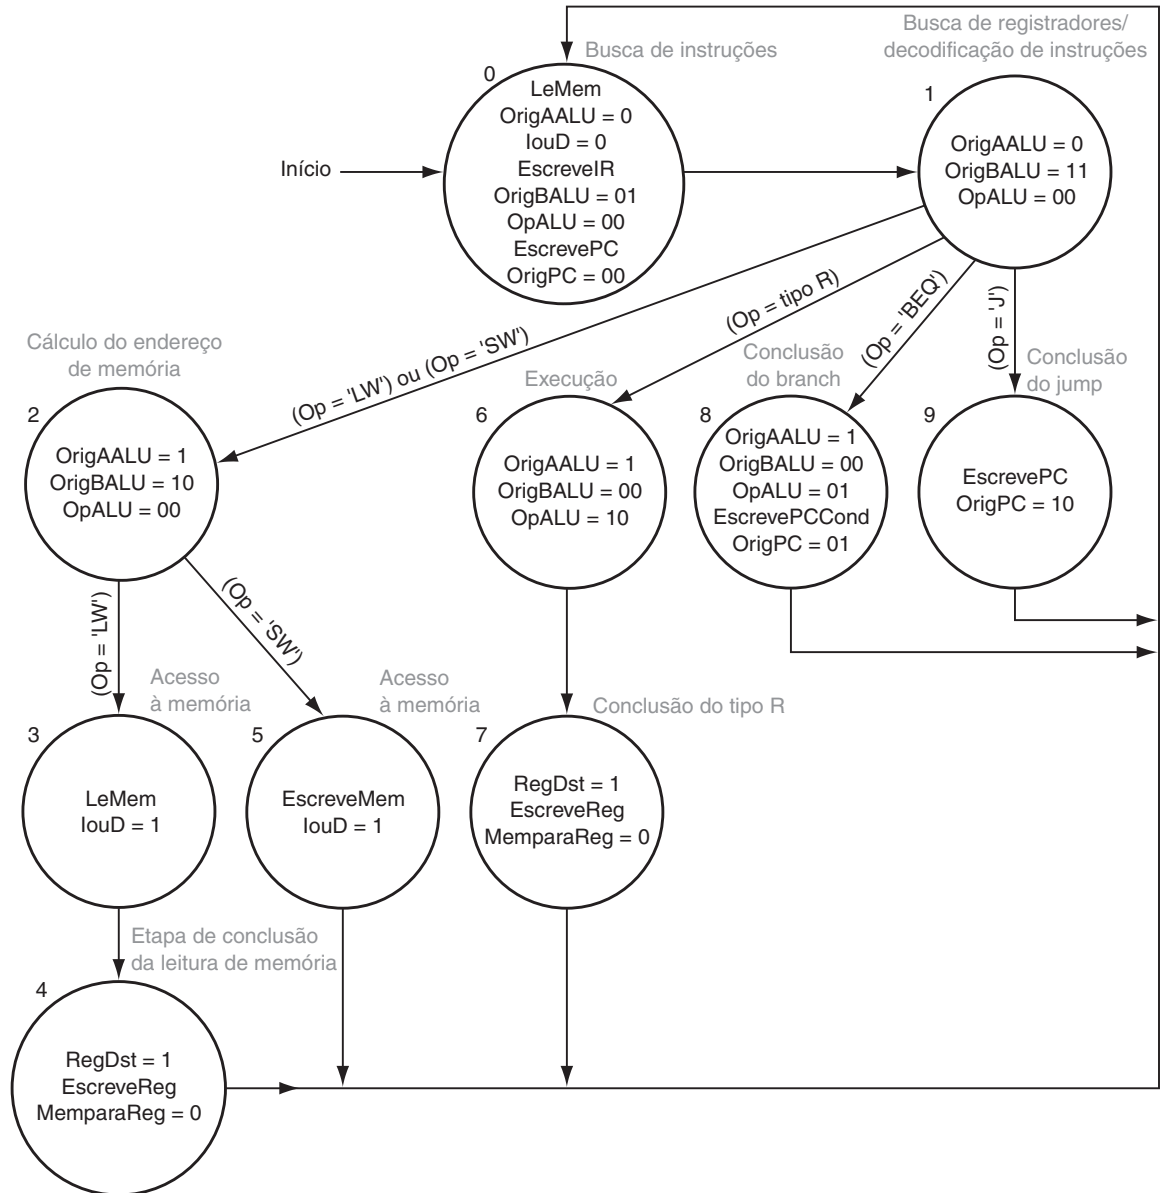 Busca de instruções
Busca de registradores/
decodificação de instruções
0
LeMem
OrigAALU = 0
IouD = 0
EscreveIR
OrigBALU = 01
OpALU = 00
EscrevePC
OrigPC = 00
1
OrigAALU = 0
OrigBALU = 11
OpALU = 00
Início
(Op = 'LW') ou (Op = 'SW')
(Op = tipo R)
(Op = 'BEQ')
(Op = 'J')
Cálculo do endereço
de memória
2
OrigAALU = 1
OrigBALU = 10
OpALU = 00
Execução
6
OrigAALU = 1
OrigBALU = 00
OpALU = 10
Conclusão
do branch
8
OrigAALU = 1
OrigBALU = 00
OpALU = 01
EscrevePCCond
OrigPC = 01
Conclusão
do jump
9
EscrevePC
OrigPC = 10
(Op = 'LW')
(Op = 'SW')
Acesso
à memória
3
LeMem
IouD = 1
Acesso
à memória
5
EscreveMem
IouD = 1
Conclusão do tipo R
7
RegDst = 1
EscreveReg
MemparaReg = 0
Etapa de conclusão
da leitura de memória
4
RegDst = 1
EscreveReg
MemparaReg = 0